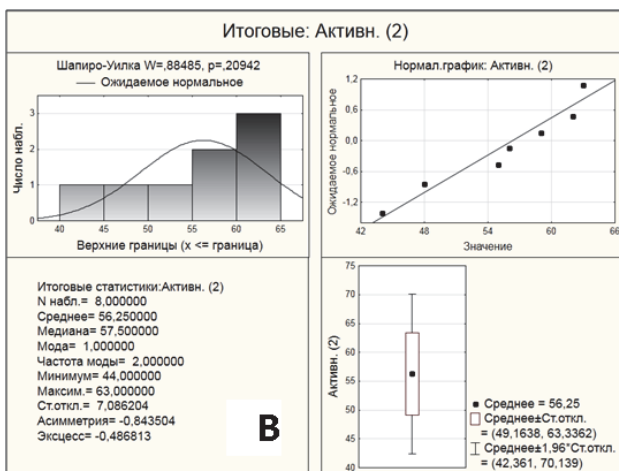 Итоговые: Активн. (2)
Шапиро-Уилка W=,88485, p=,20942
Ожидаемое нормальное
Число набл.
3
2
1
0
40 45 50 55 60 65
Верхние границы (x <= граница)
Нормал.график: Активн. (2)
Ожидаемое нормальное
1,2
0,6
0,0
-0,6
-1,2
42 48 54 60 66
Значение
Итоговые статистики:Активн. (2)
N набл.= 8,000000
Среднее= 56,250000
Медиана= 57,500000
Мода= 1,000000
Частота моды= 2,000000
Минимум= 44,000000
Максим.= 63,000000
Ст.откл.= 7,086204
Асимметрия= -0,843504
Эксцесс= -0,486813
B
Активн. (2)
75
70
65
60
55
50
45
40
Среднее = 56,25
Среднее±Ст.откл.
= (49,1638, 63,3362)
Среднее±1,96*Ст.откл.
= (42,361, 70,139)